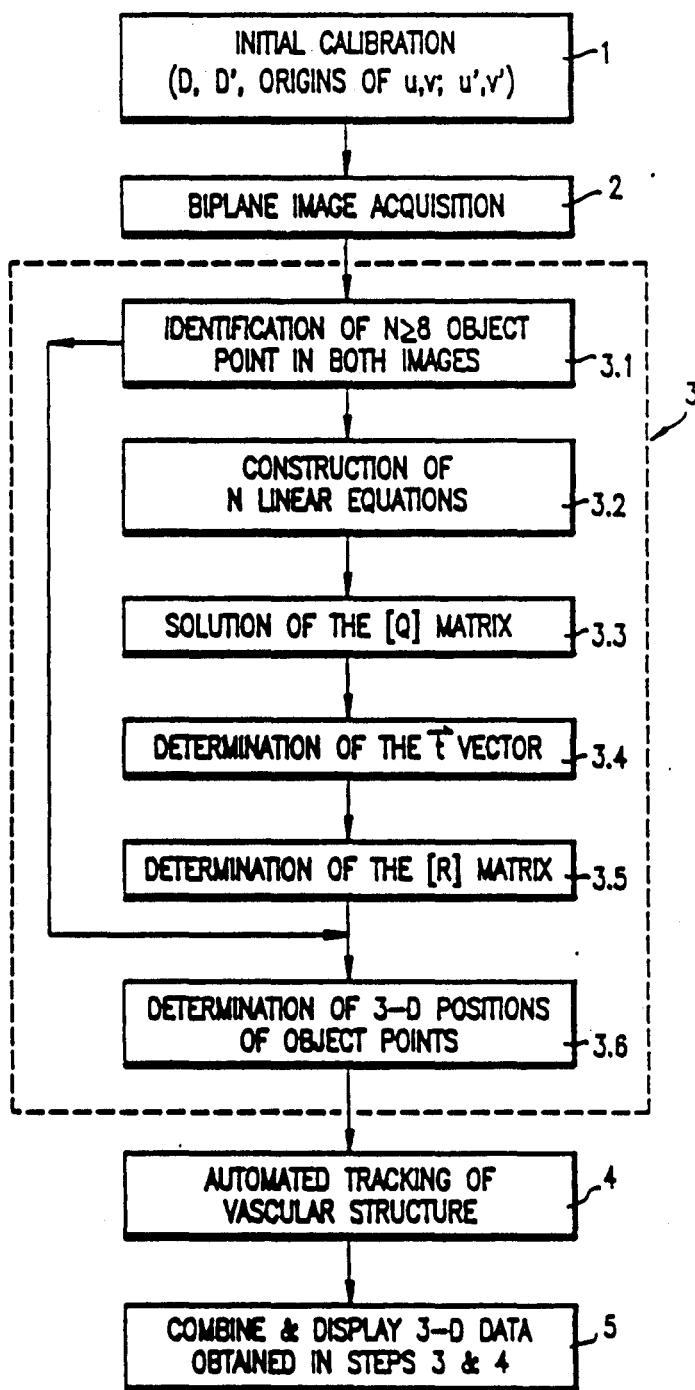 INITIAL CALIBRATION
(D, D', ORIGINS OF u,v; u',v')
1
BIPLANE IMAGE ACQUISITION
2
IDENTIFICATION OF N≥8 OBJECT
POINT IN BOTH IMAGES
3.1
3
CONSTRUCTION OF
N LINEAR EQUATIONS
3.2
SOLUTION OF THE [Q] MATRIX
3.3
DETERMINATION OF THE t⃗ VECTOR
3.4
DETERMINATION OF THE [R] MATRIX
3.5
DETERMINATION OF 3-D POSITIONS
OF OBJECT POINTS
3.6
AUTOMATED TRACKING OF
VASCULAR STRUCTURE
4
COMBINE & DISPLAY 3-D DATA
OBTAINED IN STEPS 3 & 4
5